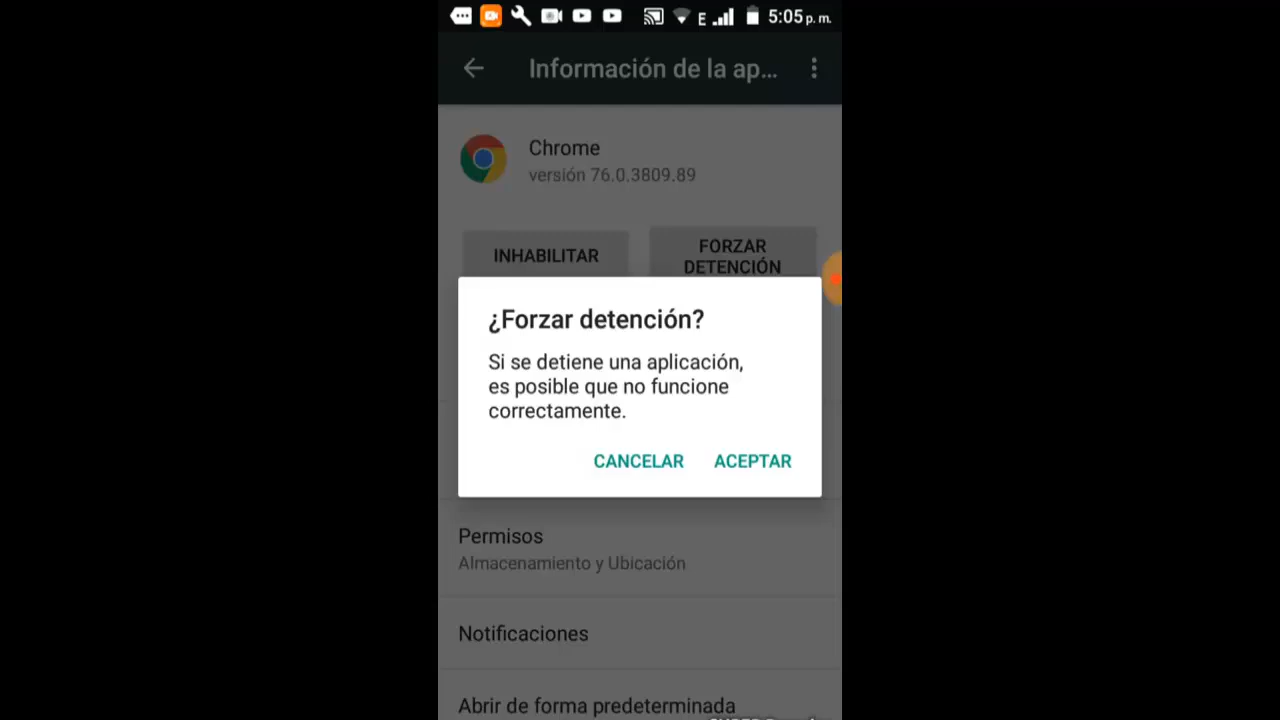 E 5:05 p. m.
Información de la ap...
Chrome
versión 76.0.3809.89
INHABILITAR
FORZAR
DETENCIÓN
¿Forzar detención?
Si se detiene una aplicación,
es posible que no funcione
correctamente.
CANCELAR ACEPTAR
Permisos
Almacenamiento y Ubicación
Notificaciones
Abrir de forma predeterminada